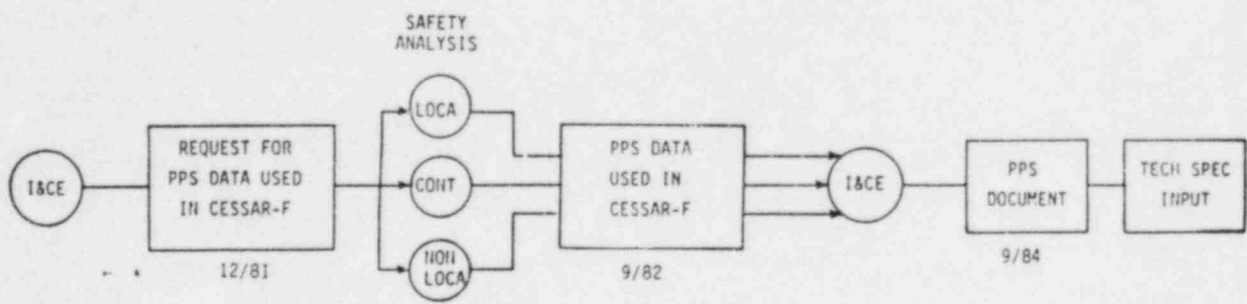 SAFETY
ANALYSIS
I&CE
REQUEST FOR
PPS DATA USED
IN CESSAR-F
12/81
LOCA
CONT
NON
LOCA
PPS DATA
USED IN
CESSAR-F
9/82
I&CE
PPS
DOCUMENT
9/84
TECH SPEC
INPUT